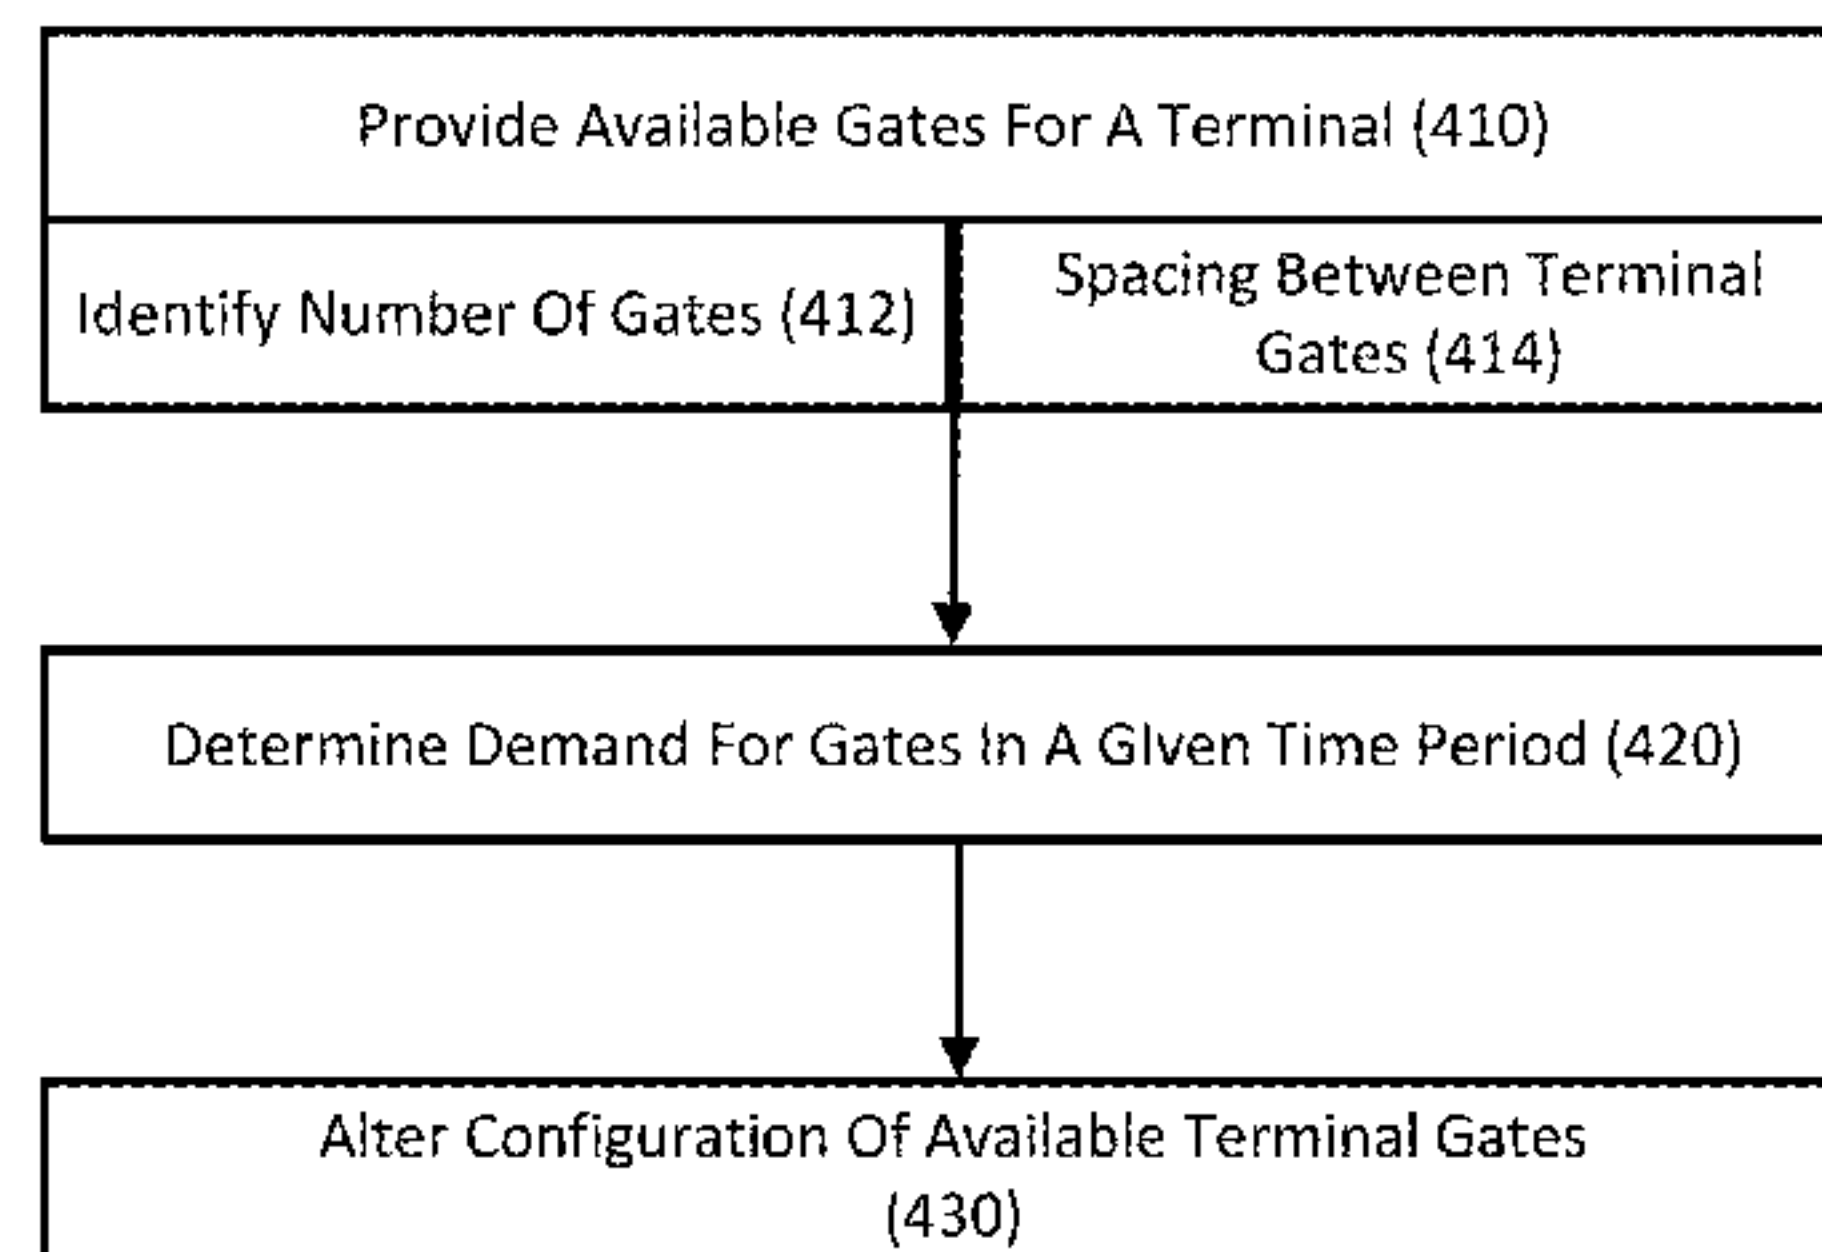 Provide Available Gates For A Terminal (410)
Identify Number Of Gates (412)
Spacing Between Terminal
Gates (414)
Determine Demand For Gates In A GIven Time Period (420)
Alter Configuration Of Available Terminal Gates
(430)